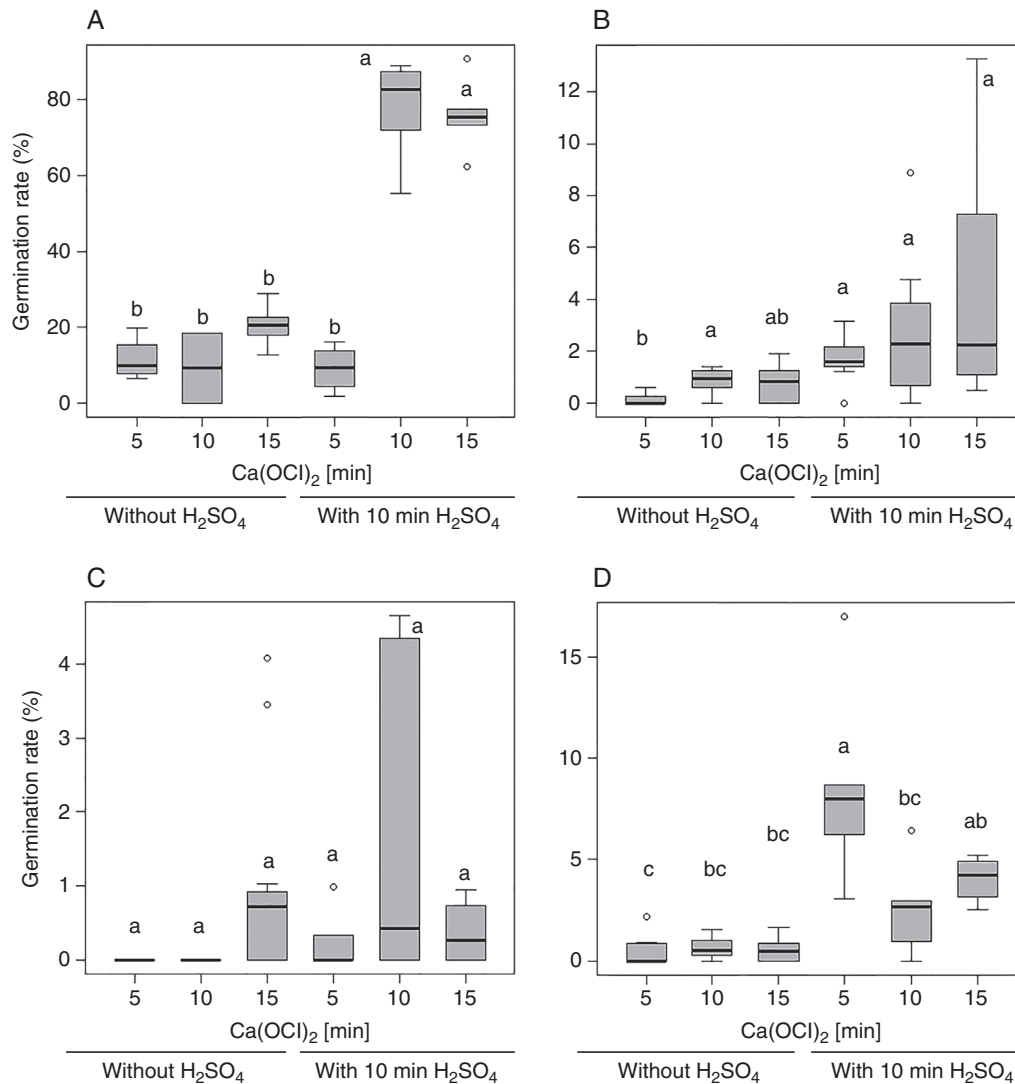 A
Germination rate (%)
80
60
40
20
0
a
a
b
b
b
b
5 10 15 5 10 15
Ca(OCl)₂ [min]
Without H₂SO₄ With 10 min H₂SO₄
B
12
10
8
6
4
2
0
a
a
a
b
a
ab
5 10 15 5 10 15
Ca(OCl)₂ [min]
Without H₂SO₄ With 10 min H₂SO₄
C
Germination rate (%)
4
3
2
1
0
a
a
a
a
a
a
5 10 15 5 10 15
Ca(OCl)₂ [min]
Without H₂SO₄ With 10 min H₂SO₄
D
15
10
5
0
a
bc
bc
ab
c
bc
5 10 15 5 10 15
Ca(OCl)₂ [min]
Without H₂SO₄ With 10 min H₂SO₄